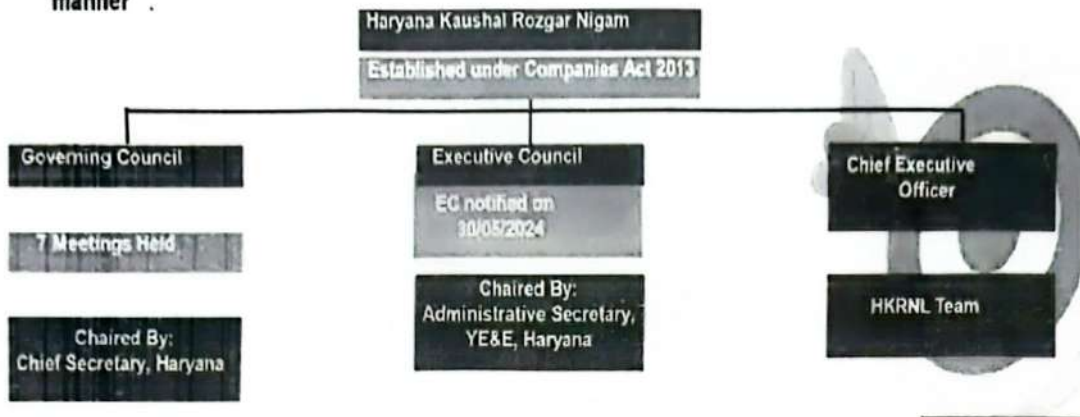 manner" .
Haryana Kaushal Rozgar Nigam
Established under Companies Act 2013
Governing Council
7 Meetings Held
Chaired By:
Chief Secretary, Haryana
Executive Council
EC notified on
30/05/2024
Chaired By:
Administrative Secretary,
YE&E, Haryana
Chief Executive
Officer
HKRNL Team